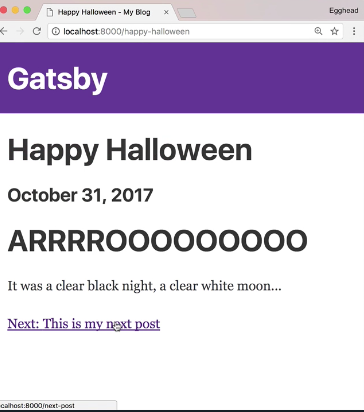 Happy Halloween - My Blog
Egghead
localhost:8000/happy-halloween
Gatsby
Happy Halloween
October 31, 2017
ARRRROOOOOOOOO
It was a clear black night, a clear white moon...
Next: This is my next post
localhost:8000/next-post